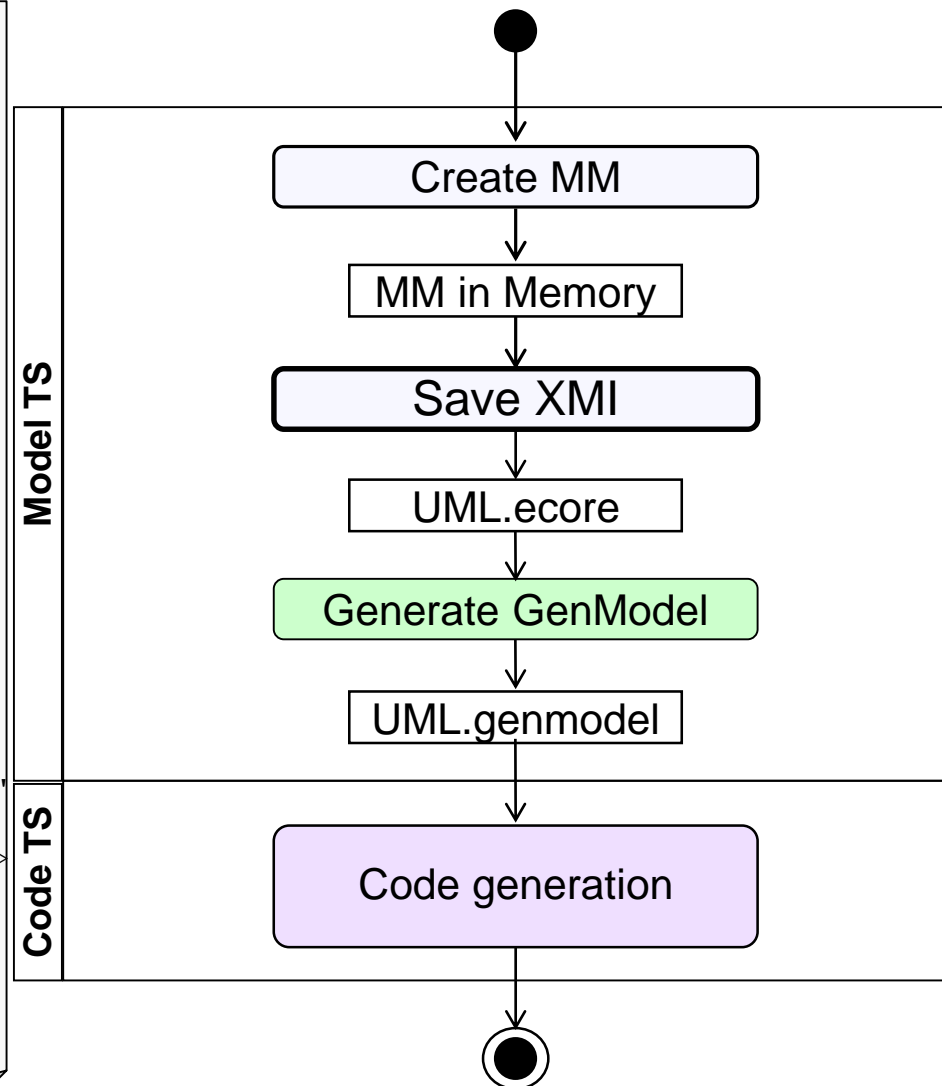 Model TS
Create MM
MM in Memory
Save XMI
UML.ecore
Generate GenModel
UML.genmodel
Code TS
Code generation